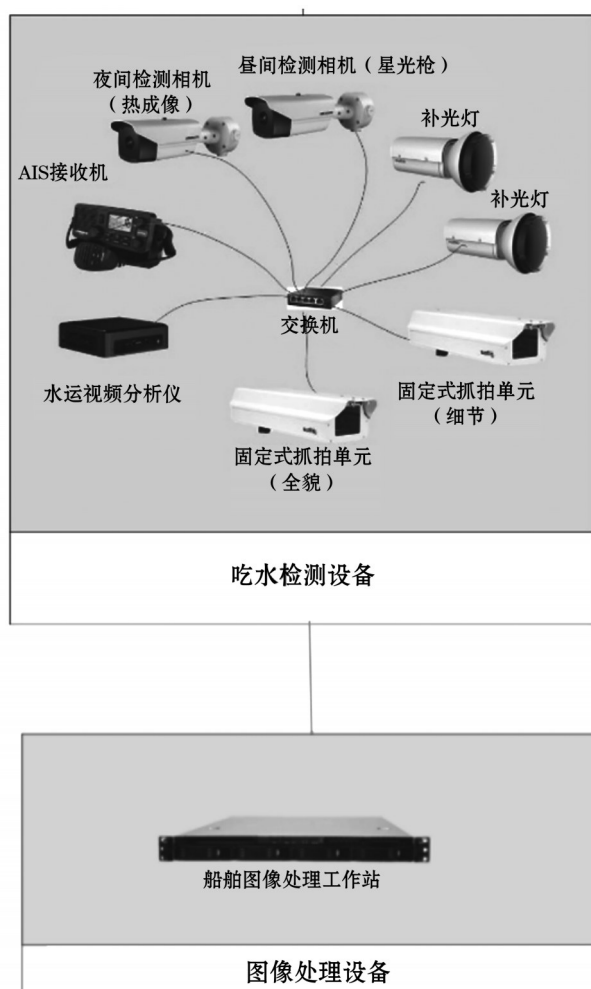 昼间检测相机（星光枪）
夜间检测相机
（热成像）
补光灯
AIS接收机
补光灯
交换机
水运视频分析仪
固定式抓拍单元
（细节）
固定式抓拍单元
（全貌）
吃水检测设备
船舶图像处理工作站
图像处理设备